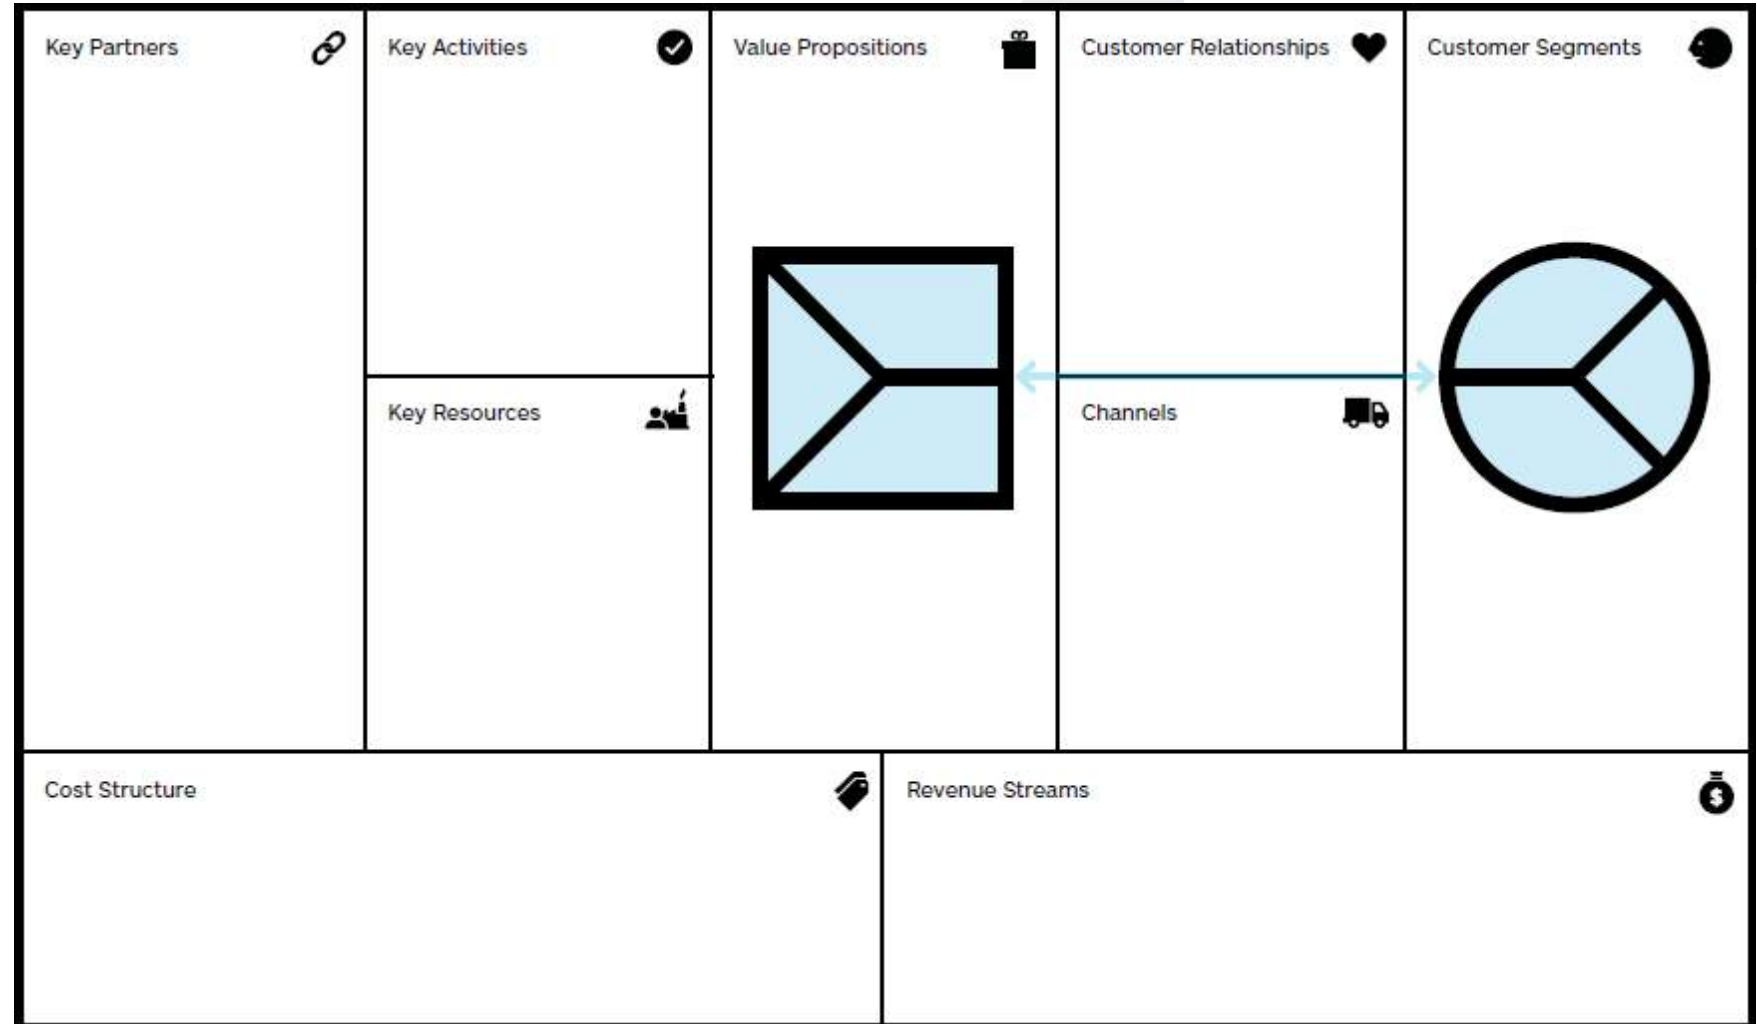 Key Partners
Key Activities
Value Propositions
Customer Relationships
Customer Segments
Key Resources
Channels
Cost Structure
Revenue Streams
$